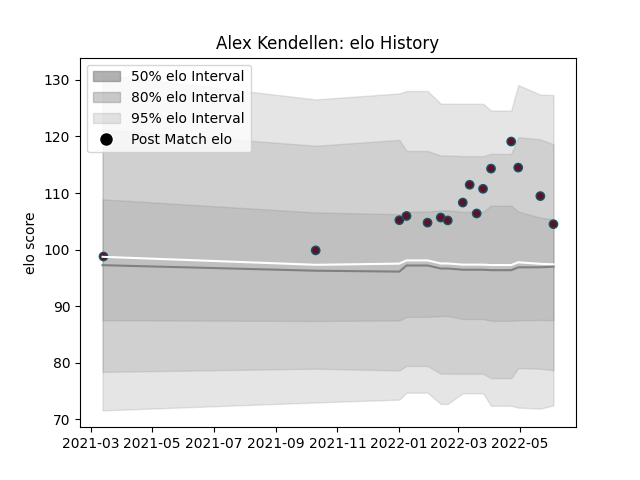 Alex Kendellen: elo History
50% elo Interval
80% elo Interval
95% elo Interval
Post Match elo
elo score
130
120
110
100
90
80
70
2021-03 2021-05 2021-07 2021-09 2021-11 2022-01 2022-03 2022-05